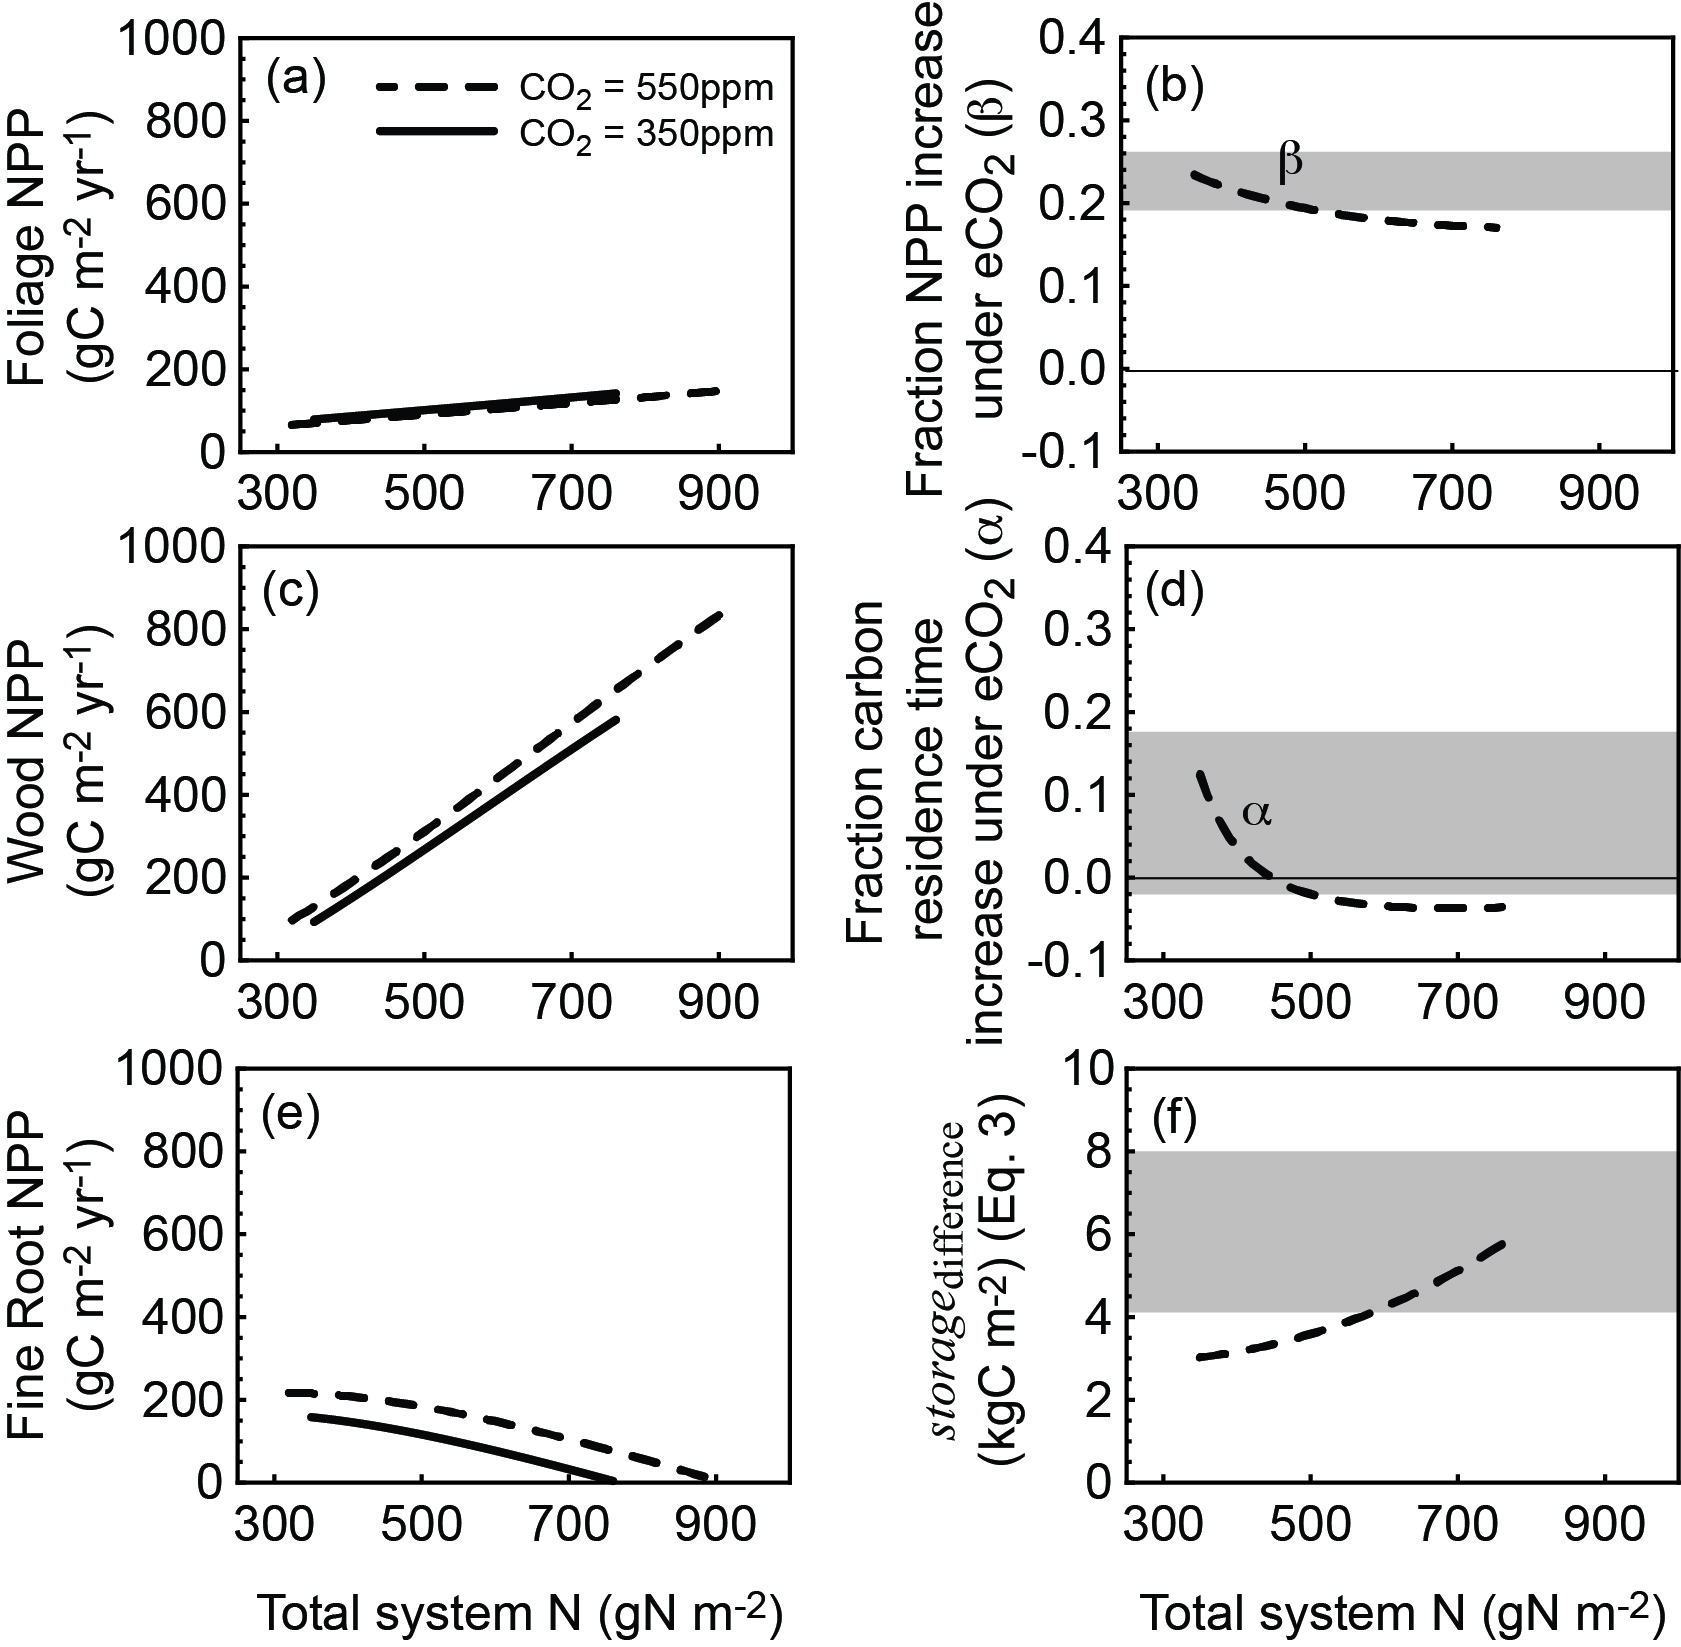 Foliage NPP
(gC m-2 yr-1)
1000
800
600
400
200
0
(a)
CO2 = 550ppm
CO2 = 350ppm
300 500 700 900
Fraction NPP increase
under eCO2 (β)
0.4
0.3
0.2
0.1
0.0
-0.1
(b)
β
300 500 700 900
Wood NPP
(gC m-2 yr-1)
1000
800
600
400
200
0
(c)
300 500 700 900
Fraction carbon
residence time
increase under eCO2 (α)
0.4
0.3
0.2
0.1
0.0
-0.1
(d)
α
300 500 700 900
Fine Root NPP
(gC m-2 yr-1)
1000
800
600
400
200
0
(e)
300 500 700 900
Total system N (gN m-2)
storagedifference
(kgC m-2) (Eq. 3)
10
8
6
4
2
0
(f)
300 500 700 900
Total system N (gN m-2)